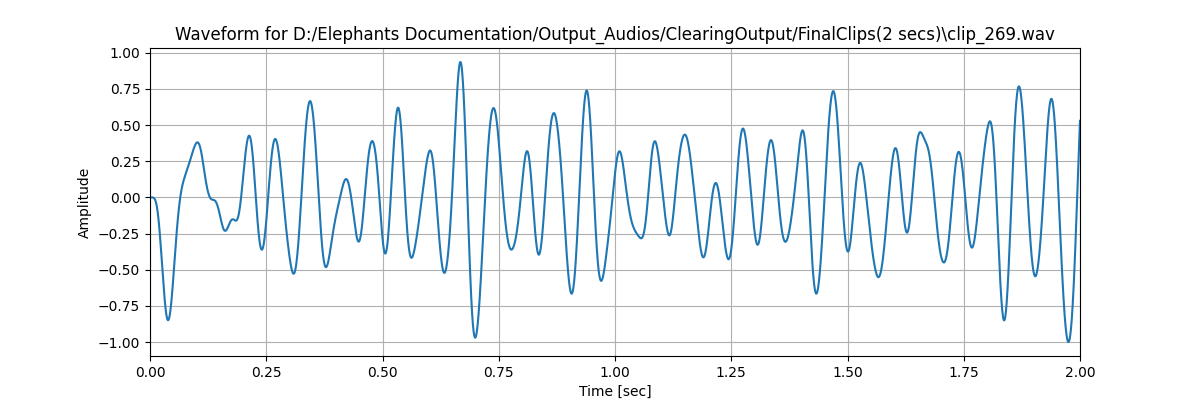 Waveform for D:/Elephants Documentation/Output_Audios/ClearingOutput/FinalClips(2 secs)\clip_269.wav
Amplitude
1.00
0.75
0.50
0.25
0.00
−0.25
−0.50
−0.75
−1.00
0.00 0.25 0.50 0.75 1.00 1.25 1.50 1.75 2.00
Time [sec]